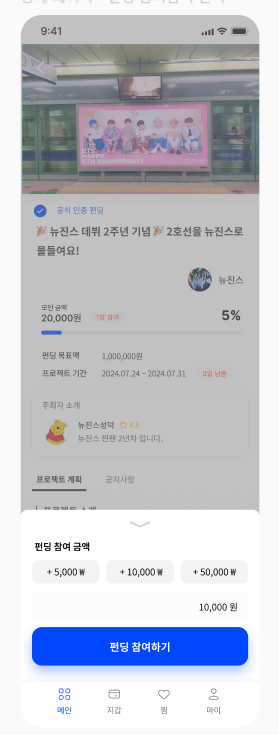 9:41
BTS
HAPPY
ANNIVERSARY
공식 인증 펀딩
🎉 뉴진스 데뷔 2주년 기념 🎉 2호선을 뉴진스로
물들여요!
뉴진스
모인 금액
20,000원
1명 참여
5%
펀딩 목표액 1,000,000원
프로젝트 기간 2024.07.24 ~ 2024.07.31 3일 남음
주최자 소개
뉴진스성덕 4.5
뉴진스 찐팬 2년차 입니다.
프로젝트 계획 공지사항
펀딩 참여 금액
+ 5,000 ₩ + 10,000 ₩ + 50,000 ₩
10,000 원
펀딩 참여하기
메인 지갑 찜 마이